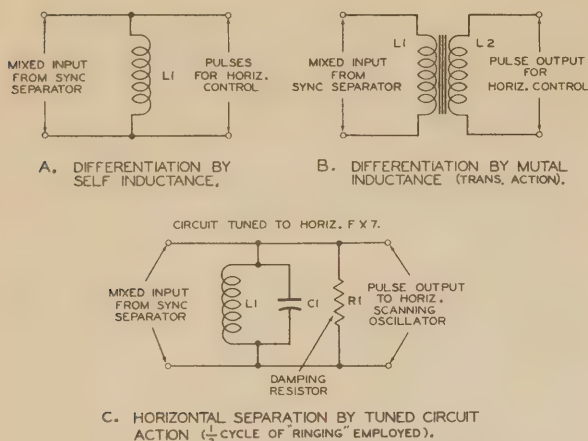 MIXED INPUT
FROM SYNC
SEPARATOR
L1
PULSES
FOR HORIZ.
CONTROL
A. DIFFERENTIATION BY
SELF INDUCTANCE.
MIXED INPUT
FROM
SYNC SEPARATOR
L1
L2
PULSE OUTPUT
FOR
HORIZ. CONTROL
B. DIFFERENTIATION BY MUTAL
INDUCTANCE (TRANS. ACTION).
CIRCUIT TUNED TO HORIZ. F X 7.
MIXED INPUT
FROM SYNC
SEPARATOR
L1
C1
R1
PULSE OUTPUT
TO HORIZ.
SCANNING
OSCILLATOR
DAMPING
RESISTOR
C. HORIZONTAL SEPARATION BY TUNED CIRCUIT
ACTION (½ CYCLE OF "RINGING" EMPLOYED).